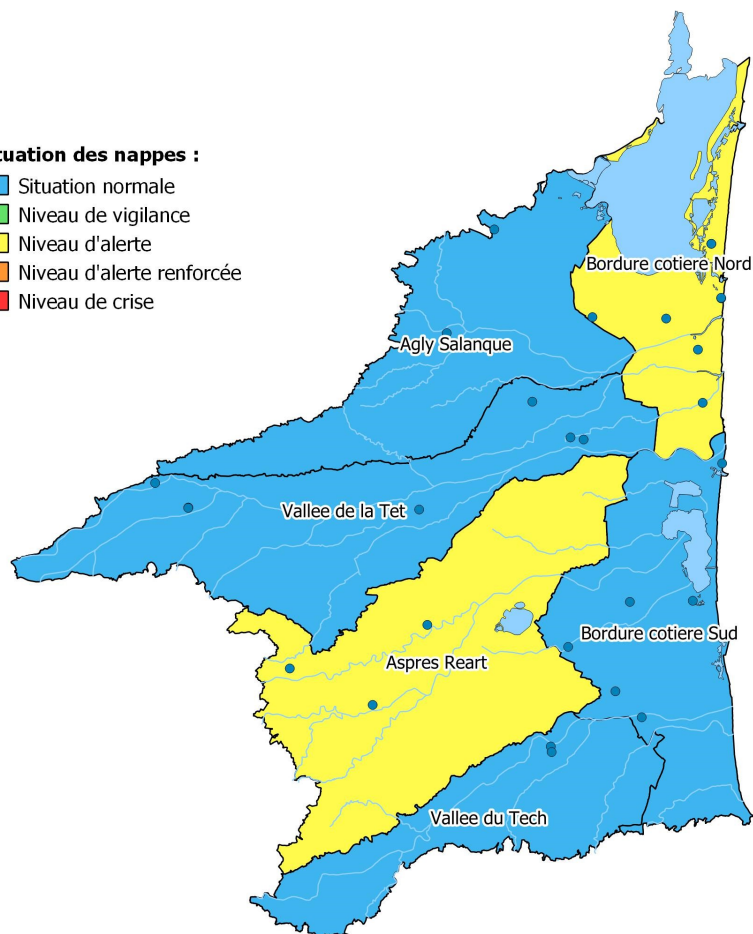 tuation des nappes :
Situation normale
Niveau de vigilance
Niveau d'alerte
Niveau d'alerte renforcée
Niveau de crise
Bordure cotiere Nord
Agly Salanque
Vallee de la Tet
Bordure cotiere Sud
Aspres Reart
Vallee du Tech